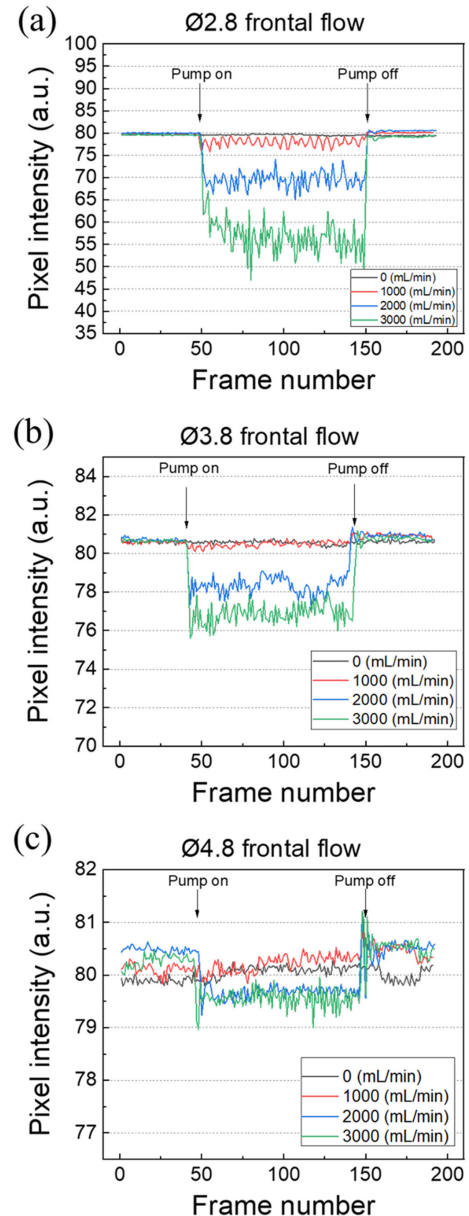 (a)
Ø2.8 frontal flow
Pixel intensity (a.u.)
100
95
90
85
80
75
70
65
60
55
50
45
40
35
Pump on
Pump off
0 (mL/min)
1000 (mL/min)
2000 (mL/min)
3000 (mL/min)
0 50 100 150 200
Frame number
(b)
Ø3.8 frontal flow
Pixel intensity (a.u.)
84
82
80
78
76
74
72
70
Pump on
Pump off
0 (mL/min)
1000 (mL/min)
2000 (mL/min)
3000 (mL/min)
0 50 100 150 200
Frame number
(c)
Ø4.8 frontal flow
Pixel intensity (a.u.)
82
81
80
79
78
77
Pump on
Pump off
0 (mL/min)
1000 (mL/min)
2000 (mL/min)
3000 (mL/min)
0 50 100 150 200
Frame number